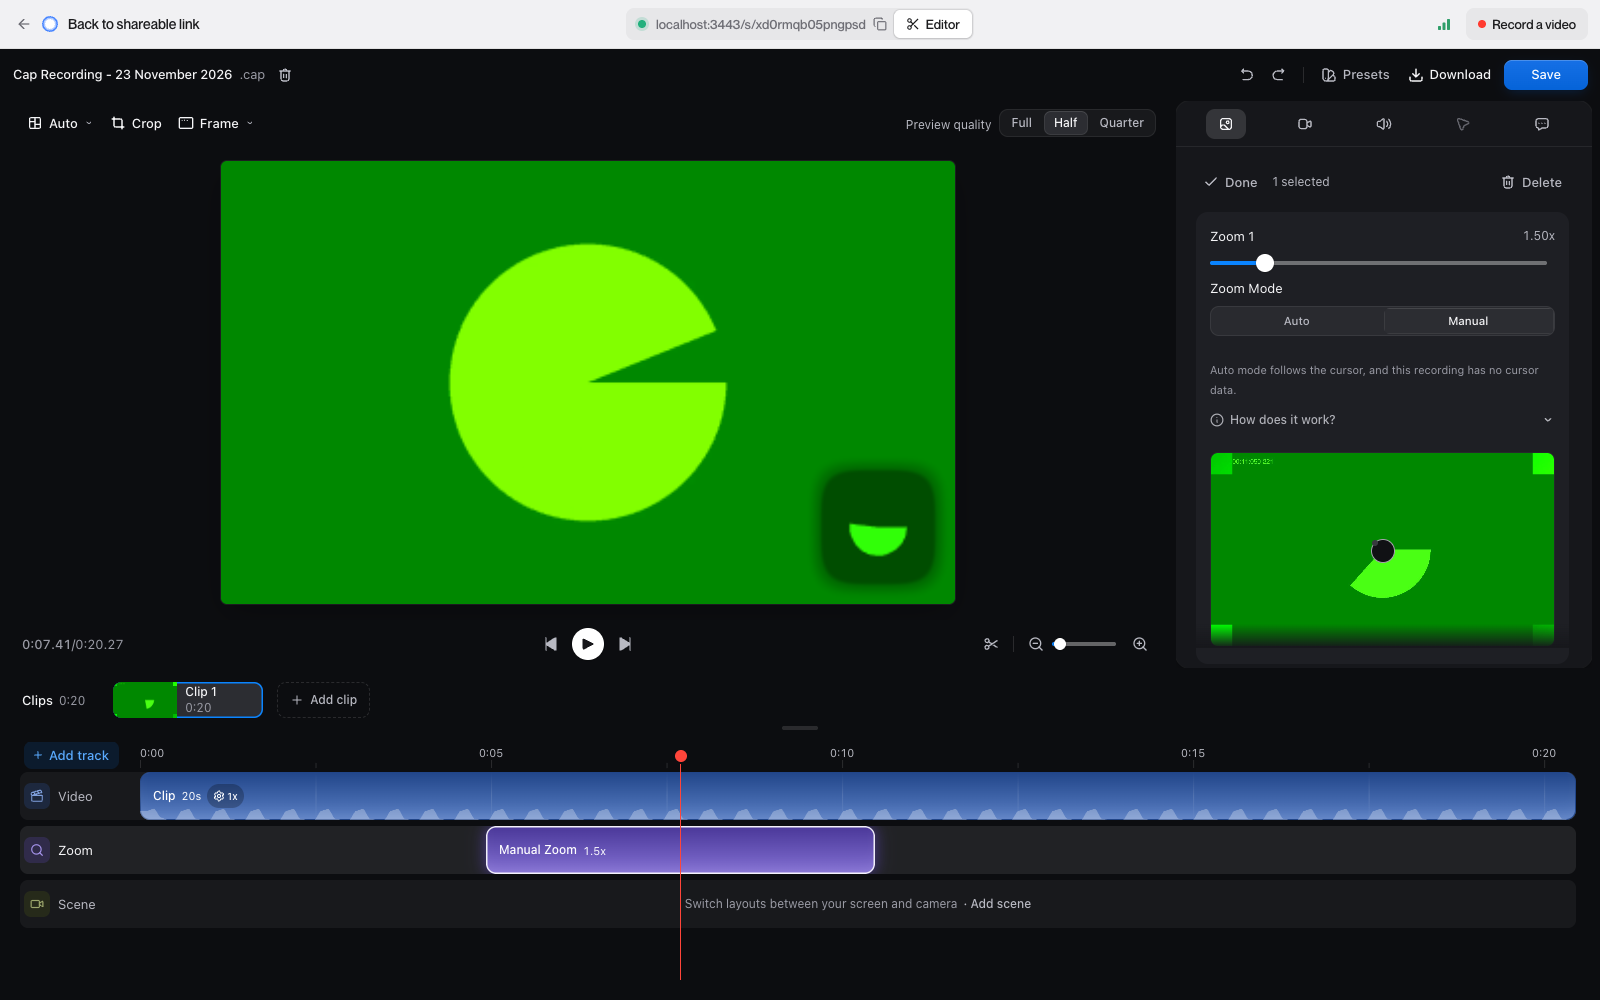 Back to shareable link
localhost:3443/s/xd0rmqb05pngpsd
Editor
Record a video
Cap Recording - 23 November 2026 .cap
Presets
Download
Save
Auto
Crop
Frame
Preview quality
Full
Half
Quarter
Done
1 selected
Delete
Zoom 1
1.50x
Zoom Mode
Auto
Manual
Auto mode follows the cursor, and this recording has no cursor
data.
How does it work?
0:07.41/0:20.27
Clips 0:20
Clip 1
0:20
+ Add clip
+ Add track
0:00
0:05
0:10
0:15
0:20
Video
Clip 20s 1x
Zoom
Manual Zoom 1.5x
Scene
Switch layouts between your screen and camera · Add scene